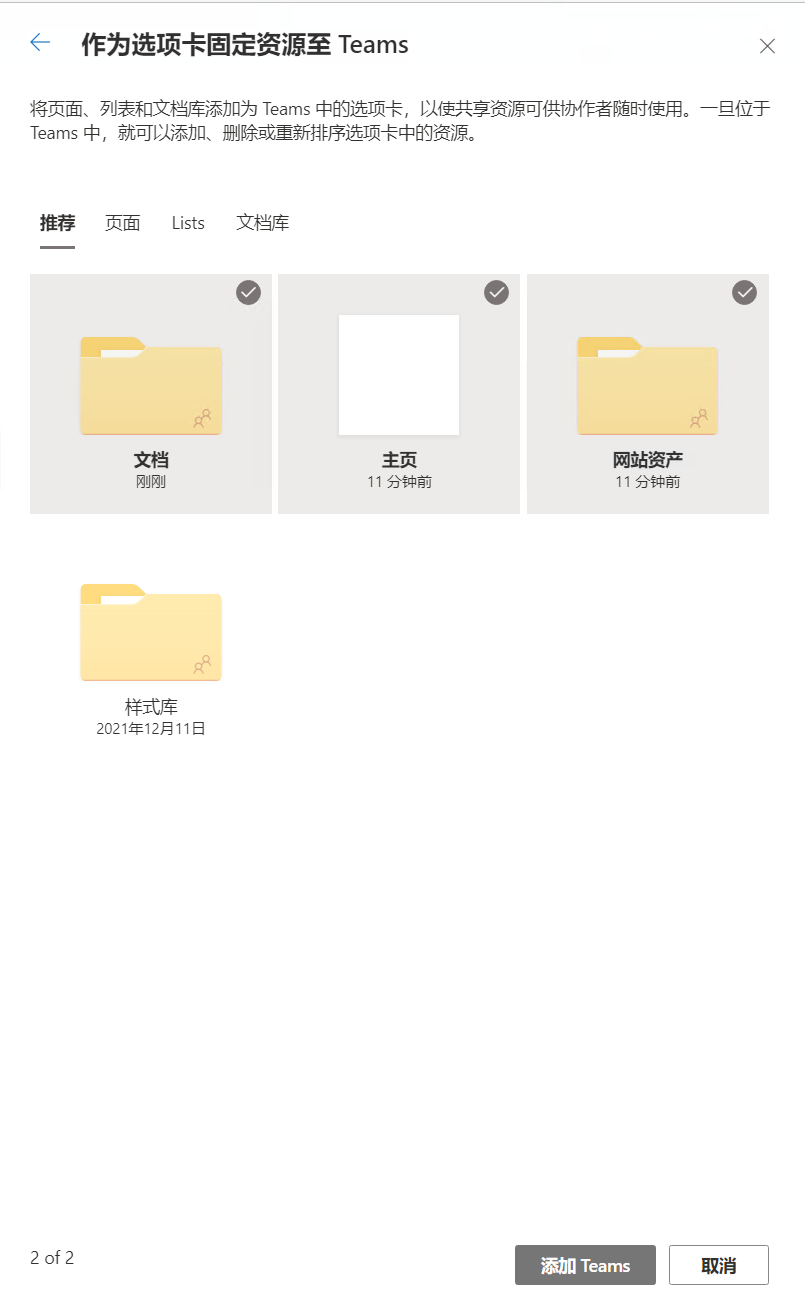 作为选项卡固定资源至 Teams
将页面、列表和文档库添加为 Teams 中的选项卡，以使共享资源可供协作者随时使用。一旦位于
Teams 中，就可以添加、删除或重新排序选项卡中的资源。
推荐 页面 Lists 文档库
文档 主页 网站资产
刚刚 11 分钟前 11 分钟前
样式库
2021年12月11日
2 of 2 添加 Teams 取消